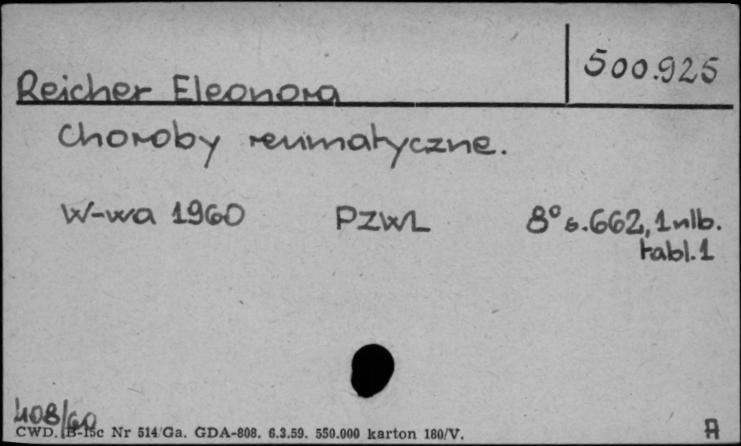 500.925
Reicher Eleonora
Choroby reumatyczne.
W-wa 1960 PZWL 8° s.662, 1 nlb.
tabl.1
408/60
CWD. B-15c Nr 514/Ga. GDA-808. 6.3.59. 550.000 karton 180/V.
A